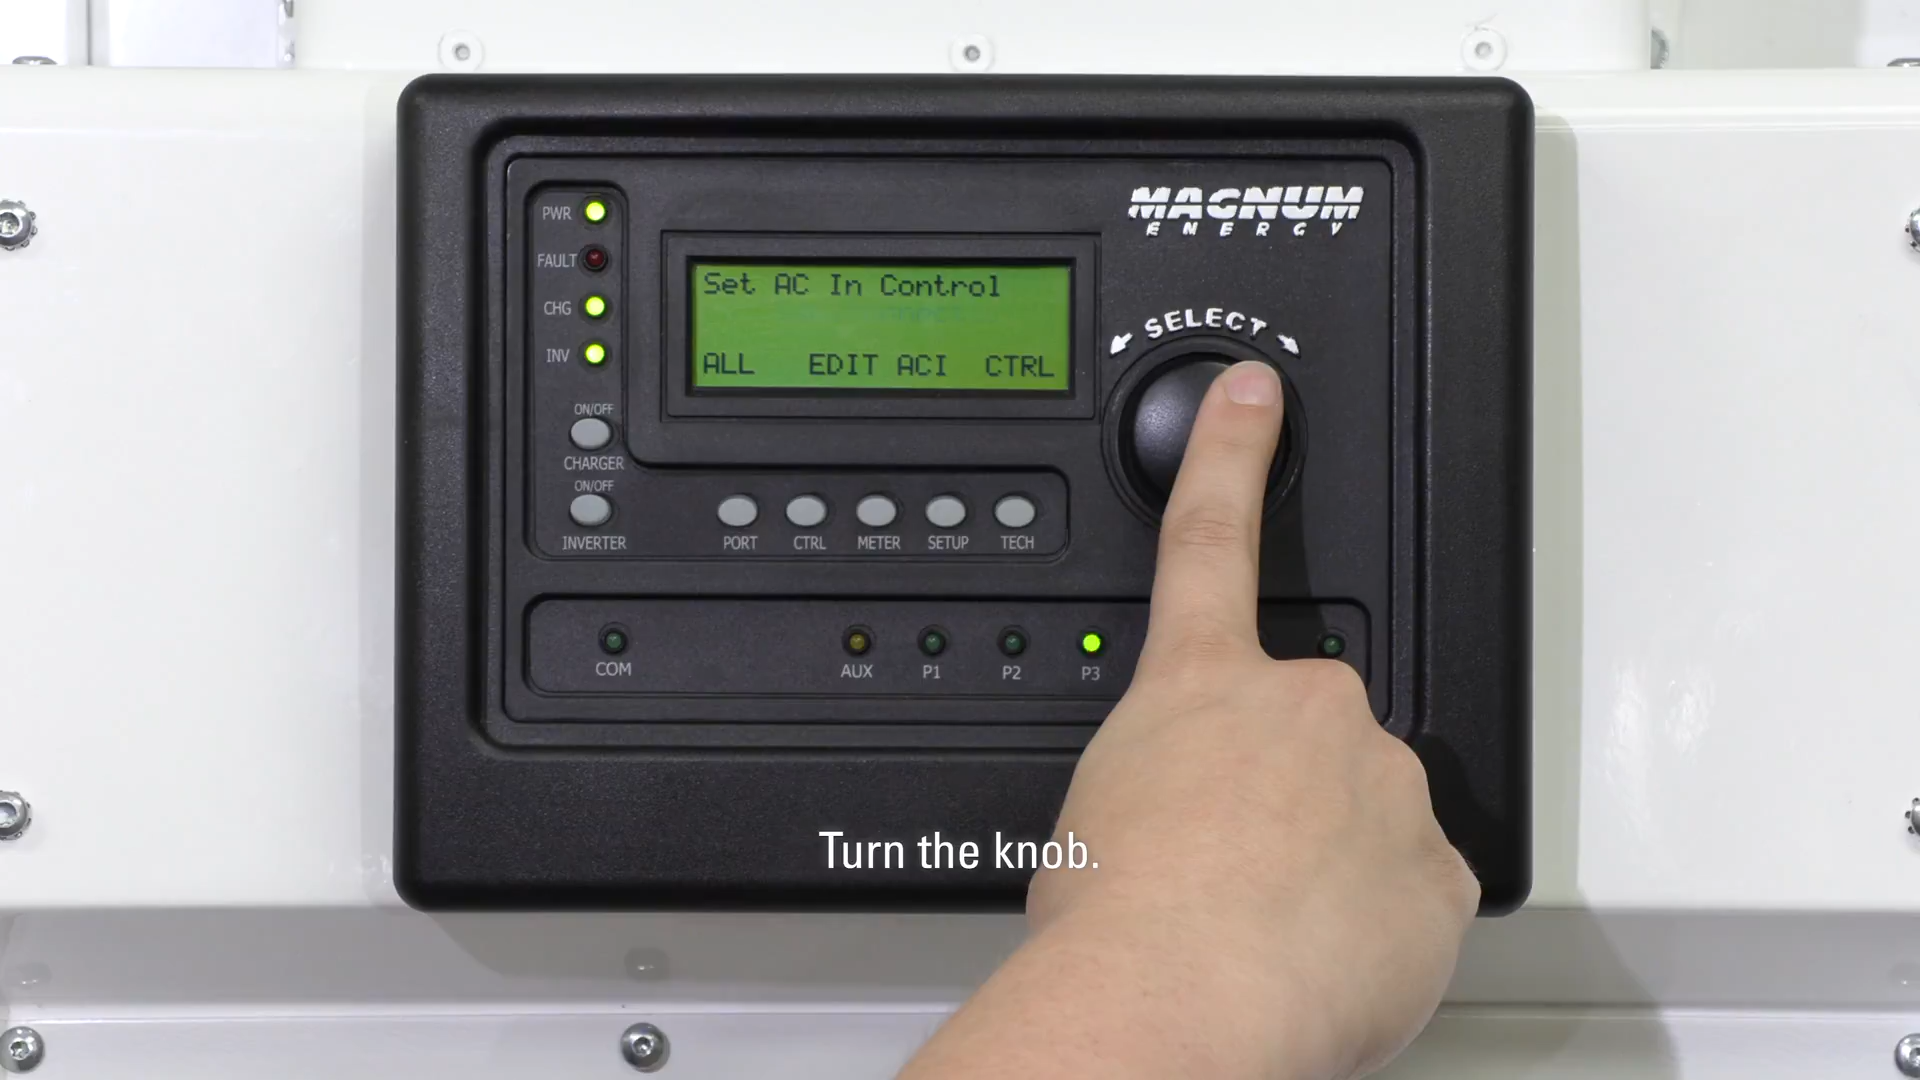 MAGNUM
ENERGY
PWR
FAULT
CHG
INV
Set AC In Control
ALL EDIT ACI CTRL
SELECT
ON/OFF
CHARGER
ON/OFF
INVERTER
PORT CTRL METER SETUP TECH
COM AUX P1 P2 P3
Turn the knob.